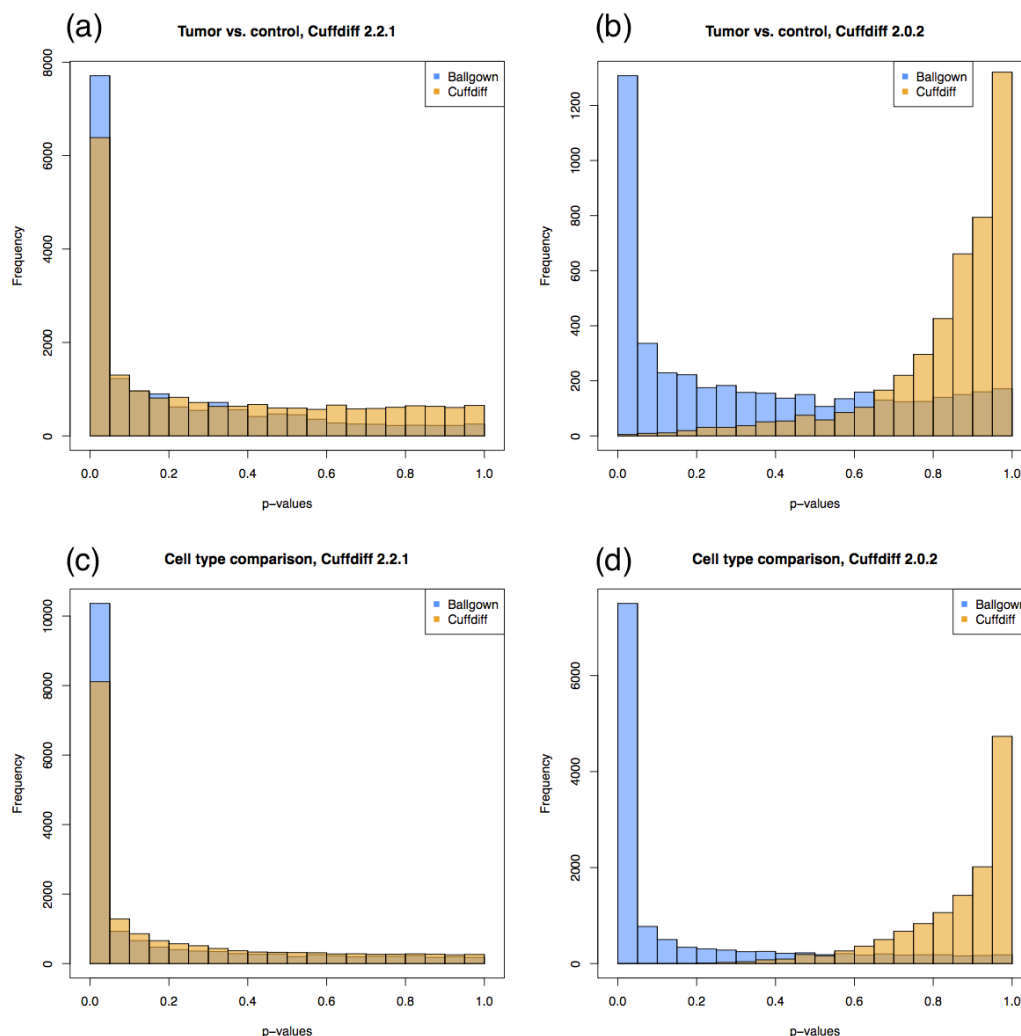 (a)
Tumor vs. control, Cuffdiff 2.2.1
Ballgown
Cuffdiff
Frequency
0
2000
4000
6000
8000
0.0 0.2 0.4 0.6 0.8 1.0
p-values
(b)
Tumor vs. control, Cuffdiff 2.0.2
Ballgown
Cuffdiff
Frequency
0
200
400
600
800
1000
1200
0.0 0.2 0.4 0.6 0.8 1.0
p-values
(c)
Cell type comparison, Cuffdiff 2.2.1
Ballgown
Cuffdiff
Frequency
0
2000
4000
6000
8000
10000
0.0 0.2 0.4 0.6 0.8 1.0
p-values
(d)
Cell type comparison, Cuffdiff 2.0.2
Ballgown
Cuffdiff
Frequency
0
2000
4000
6000
0.0 0.2 0.4 0.6 0.8 1.0
p-values